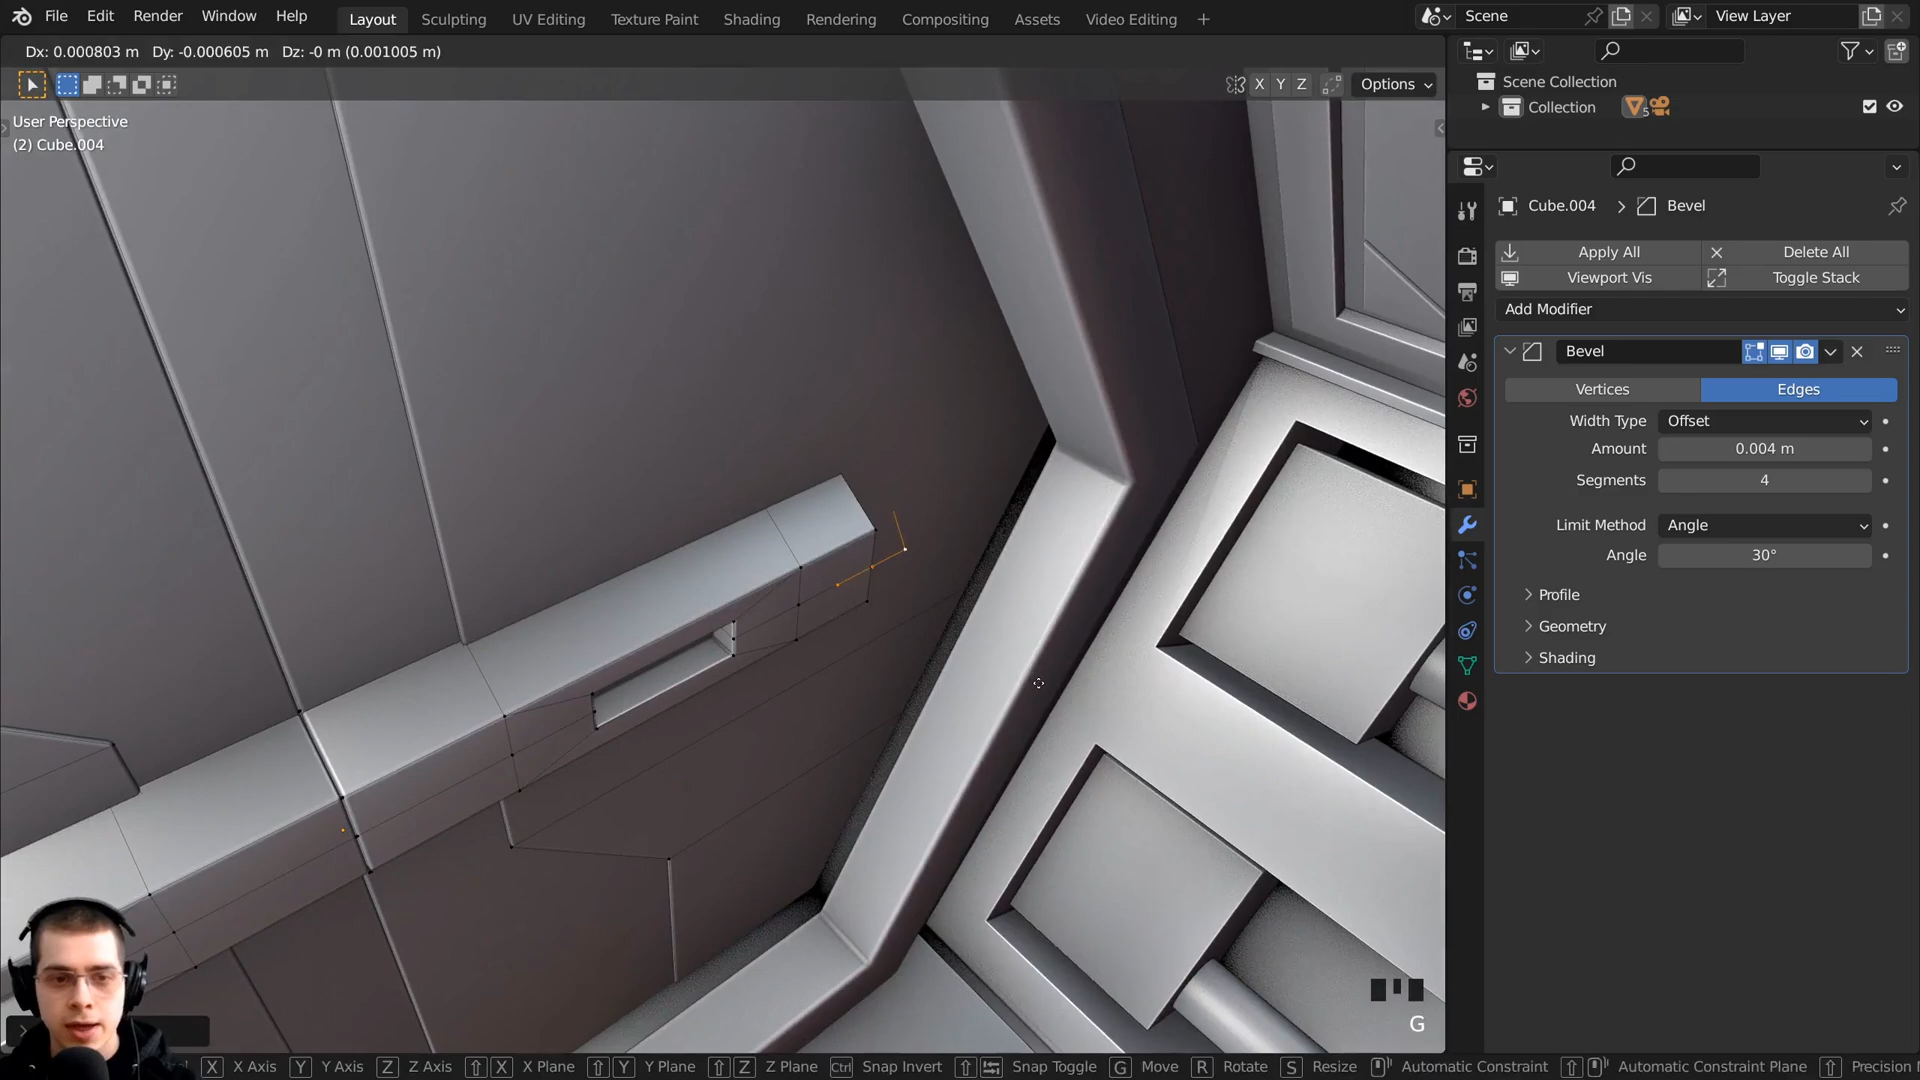 File Edit Render Window Help
Layout Sculpting UV Editing Texture Paint Shading Rendering Compositing Assets Video Editing +
Scene
View Layer
Dx: 0.000803 m Dy: -0.000605 m Dz: -0 m (0.001005 m)
X Y Z
Options
User Perspective
(2) Cube.004
Scene Collection
Collection
5
Cube.004 > Bevel
Apply All
Delete All
Viewport Vis
Toggle Stack
Add Modifier
Bevel
Vertices
Edges
Width Type Offset
Amount 0.004 m
Segments 4
Limit Method Angle
Angle 30°
Profile
Geometry
Shading
G
X X Axis Y Y Axis Z Z Axis X X Plane Y Y Plane Z Z Plane Ctrl Snap Invert Snap Toggle G Move R Rotate S Resize Automatic Constraint Automatic Constraint Plane Precision